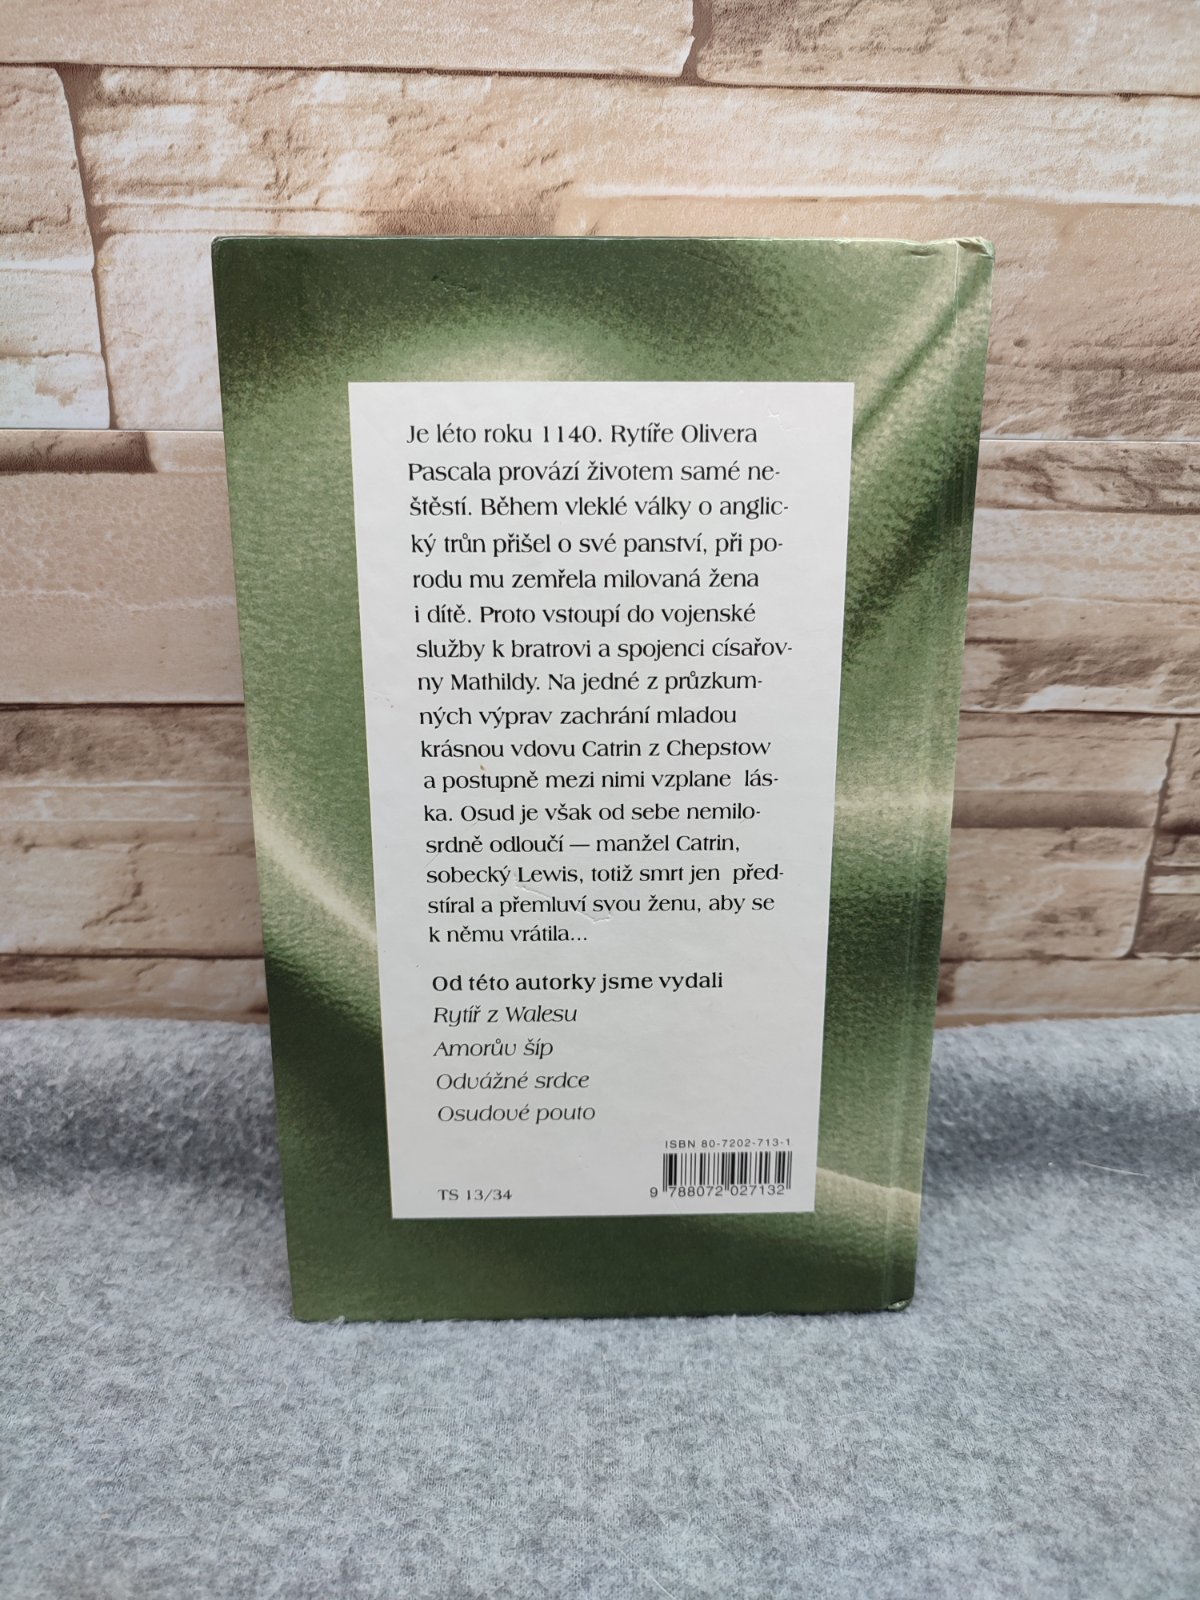 Je léto roku 1140. Rytíře Olivera
Pascala provází životem samé ne-
štěstí. Během vleklé války o anglic-
ký trůn přišel o své panství, při po-
rodu mu zemřela milovaná žena
i dítě. Proto vstoupí do vojenské
služby k bratrovi a spojenci císařov-
ny Mathildy. Na jedné z průzkum-
ných výprav zachrání mladou
krásnou vdovu Catrin z Chepstow
a postupně mezi nimi vzplane lás-
ka. Osud je však od sebe nemilo-
srdně odloučí — manžel Catrin,
sobecký Lewis, totiž smrt jen před-
stíral a přemluví svou ženu, aby se
k němu vrátila...
Od této autorky jsme vydali
Rytíř z Walesu
Amorův šíp
Odvážné srdce
Osudové pouto
ISBN 80-7202-713-1
TS 13/34
9 788072 027132